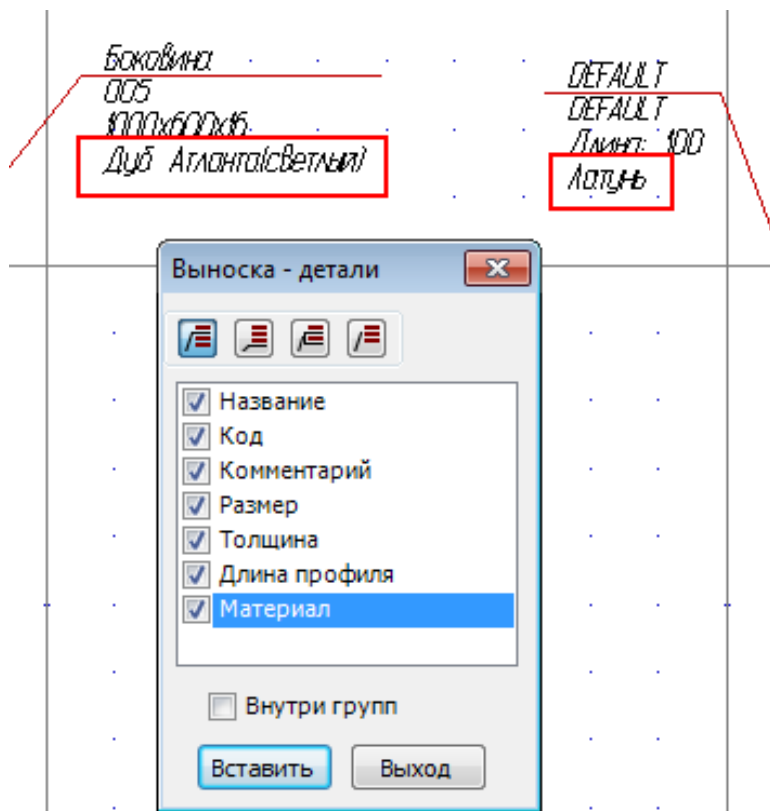 Боковина
005
1000x600x16
Дуб Атланта(светлый)
DEFAULT
DEFAULT
Длина: 100
Латунь
Выноска - детали
Название
Код
Комментарий
Размер
Толщина
Длина профиля
Материал
Внутри групп
Вставить
Выход